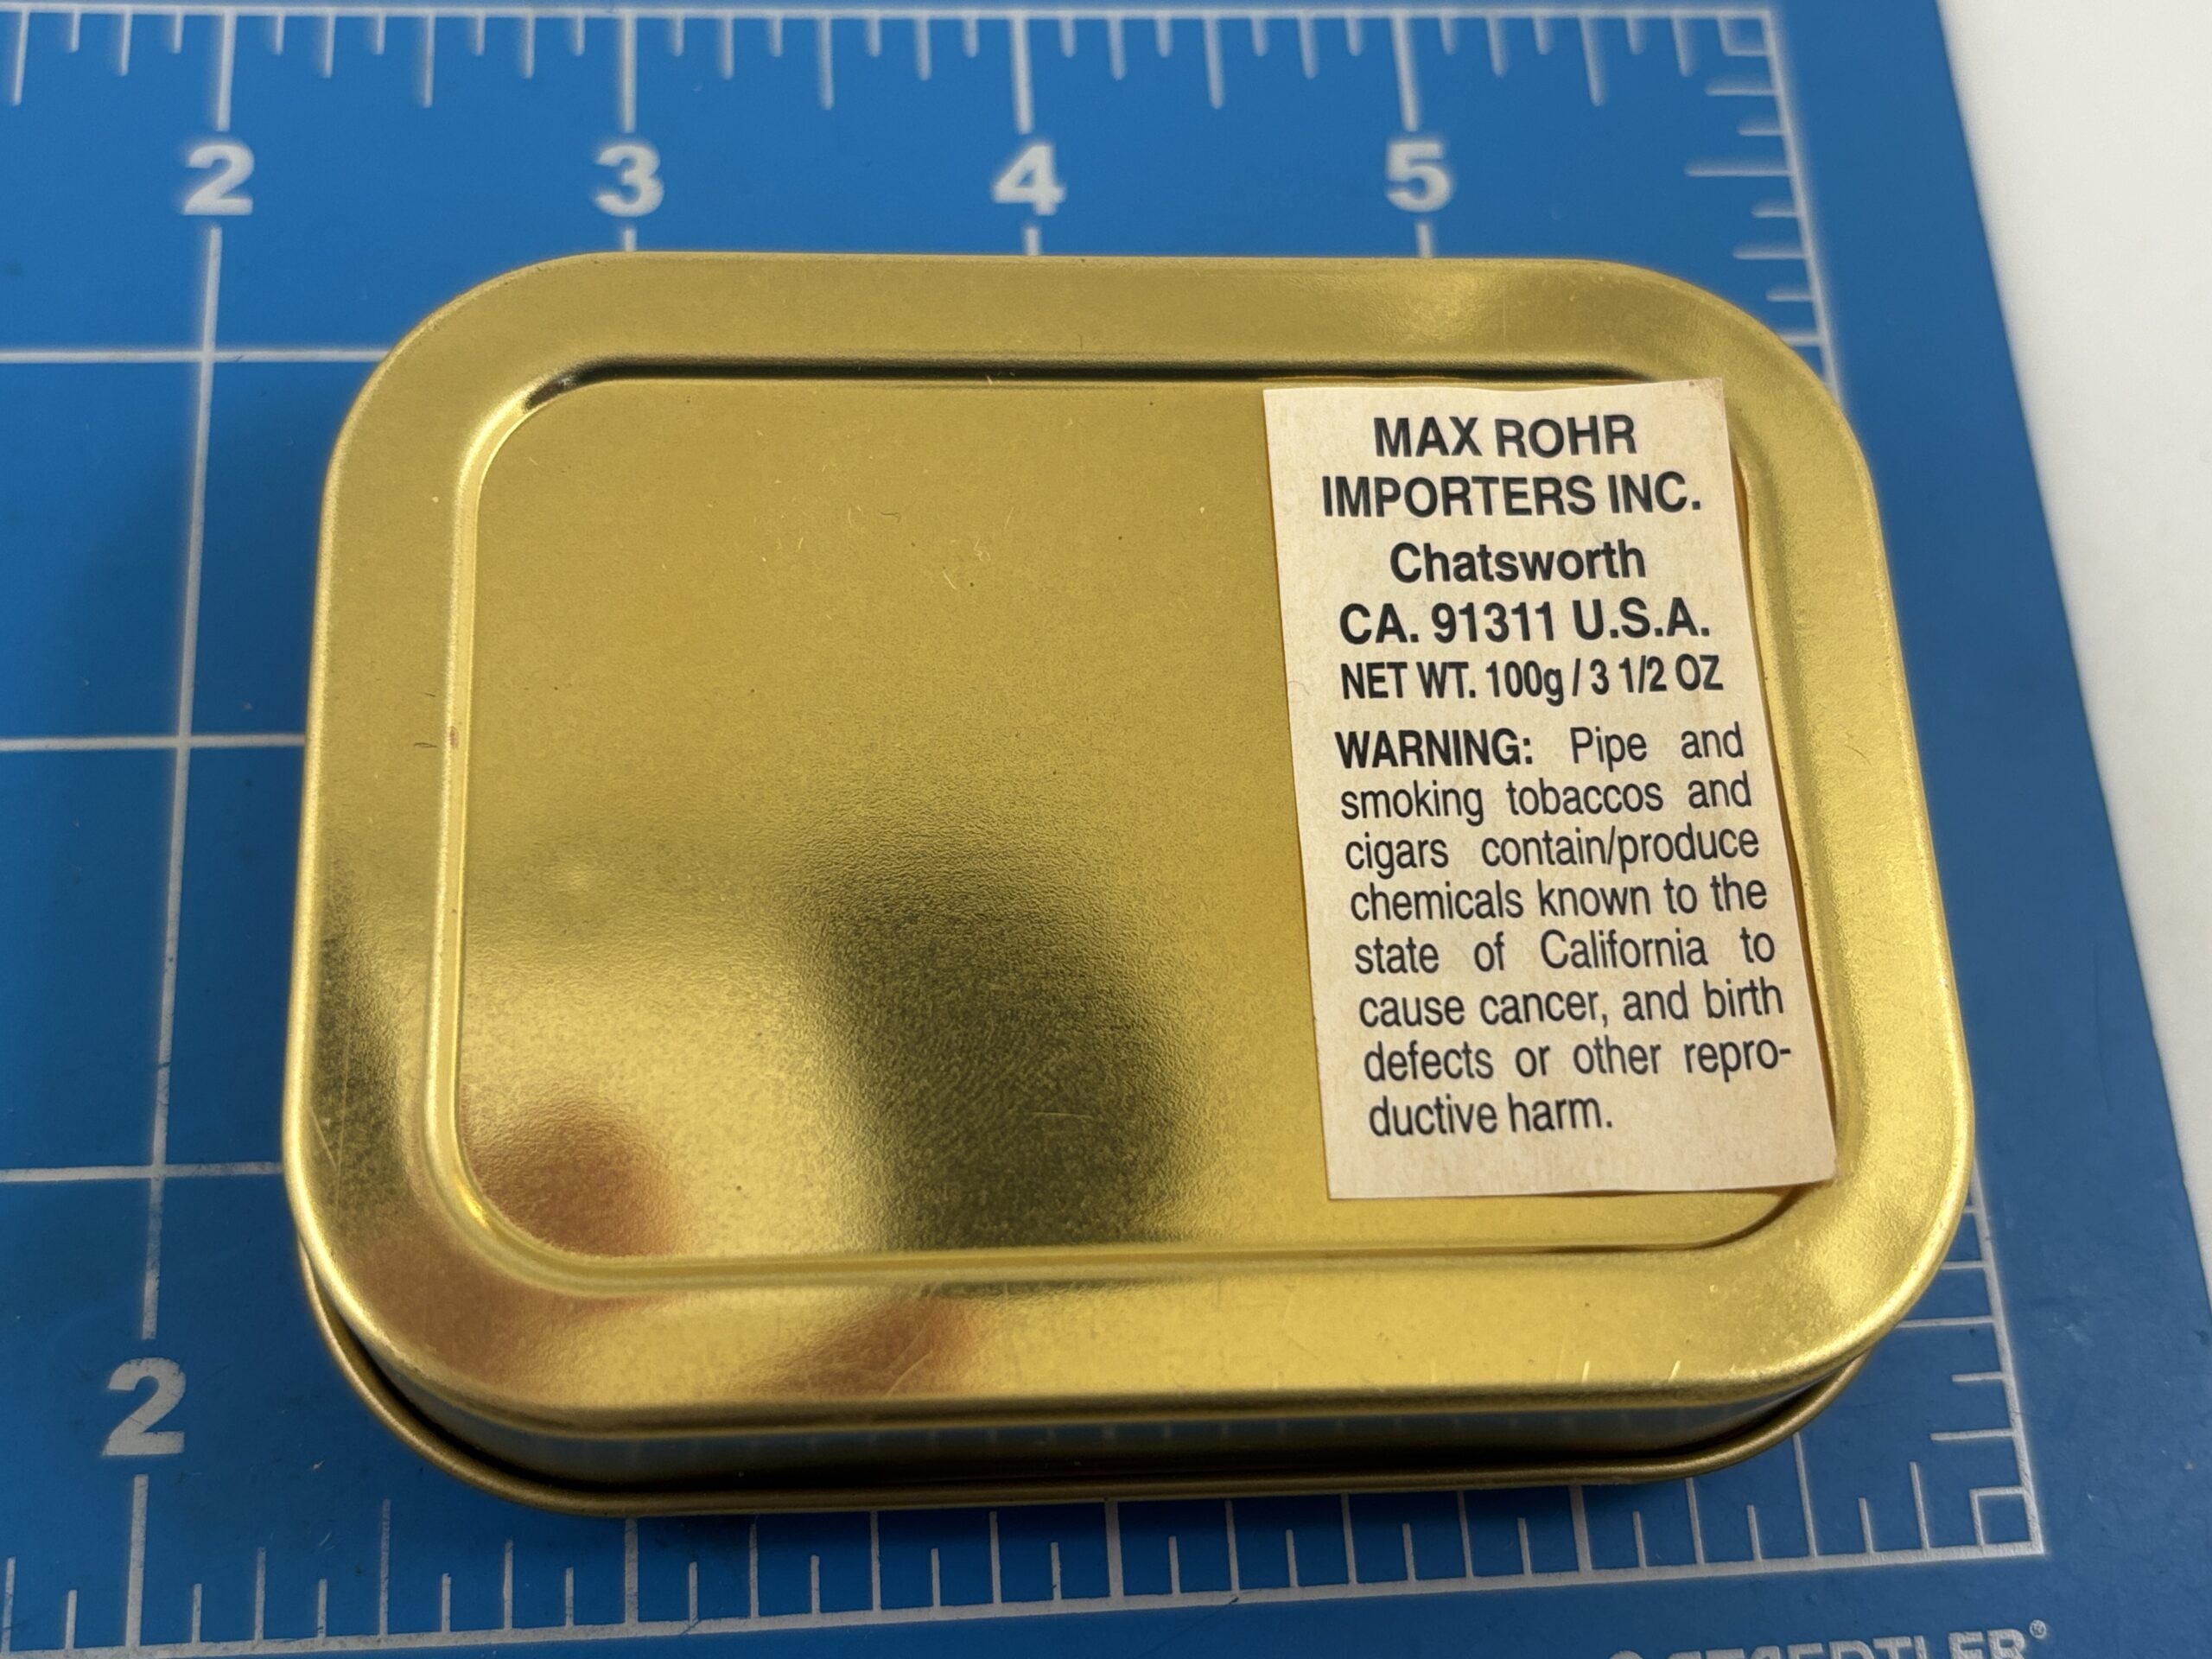 2 3 4 5
MAX ROHR
IMPORTERS INC.
Chatsworth
CA. 91311 U.S.A.
NET WT. 100g / 3 1/2 OZ
WARNING: Pipe and
smoking tobaccos and
cigars contain/produce
chemicals known to the
state of California to
cause cancer, and birth
defects or other repro-
ductive harm.
2